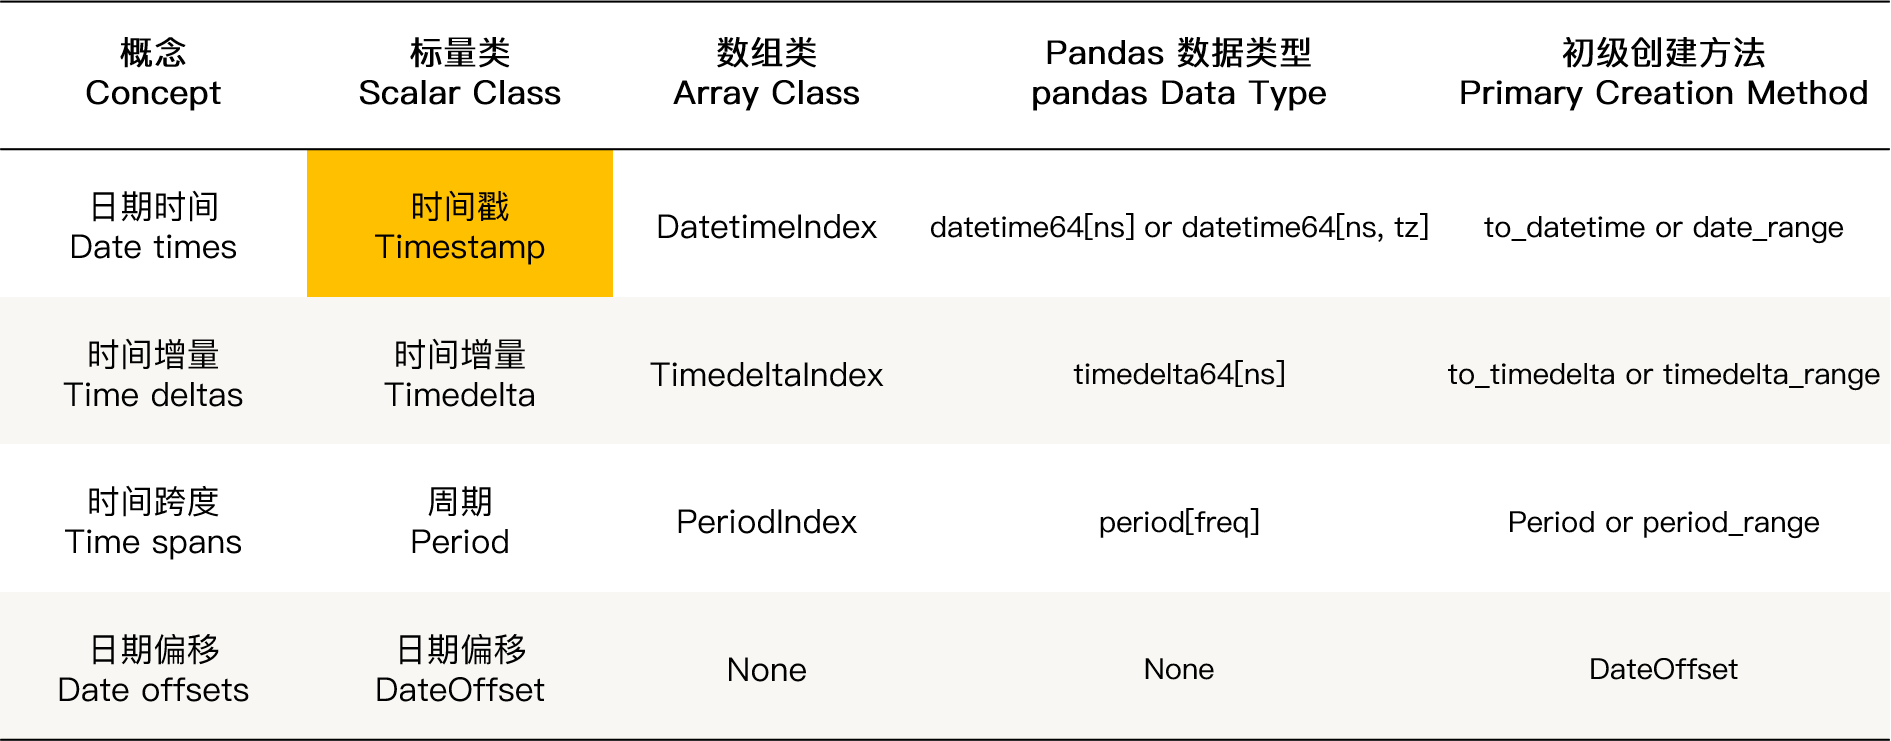 概念
Concept
标量类
Scalar Class
数组类
Array Class
Pandas 数据类型
pandas Data Type
初级创建方法
Primary Creation Method
日期时间
Date times
时间戳
Timestamp
DatetimeIndex
datetime64[ns] or datetime64[ns, tz]
to_datetime or date_range
时间增量
Time deltas
时间增量
Timedelta
TimedeltaIndex
timedelta64[ns]
to_timedelta or timedelta_range
时间跨度
Time spans
周期
Period
PeriodIndex
period[freq]
Period or period_range
日期偏移
Date offsets
日期偏移
DateOffset
None
None
DateOffset